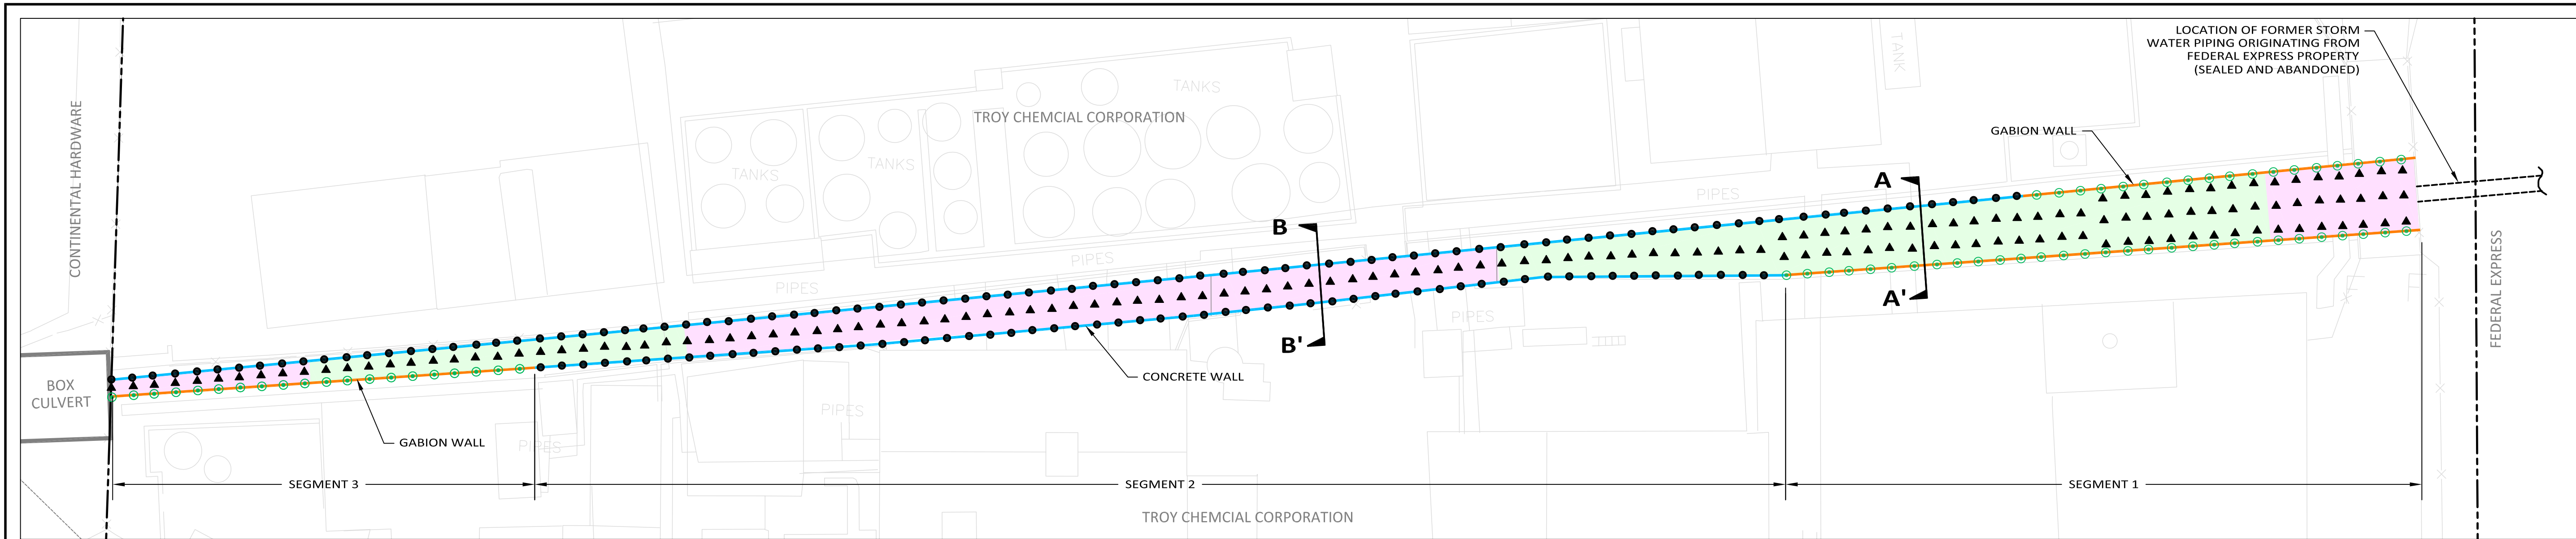 LOCATION OF FORMER STORM
WATER PIPING ORIGINATING FROM
FEDERAL EXPRESS PROPERTY
(SEALED AND ABANDONED)
TANK
TANKS
TROY CHEMCIAL CORPORATION
CONTINENTAL HARDWARE
GABION WALL
TANKS
TANKS
A
PIPES
B
FEDERAL EXPRESS
PIPES
PIPES
A'
PIPES
B'
BOX
CULVERT
CONCRETE WALL
PIPES
GABION WALL
PIPES
SEGMENT 3
SEGMENT 2
SEGMENT 1
TROY CHEMCIAL CORPORATION